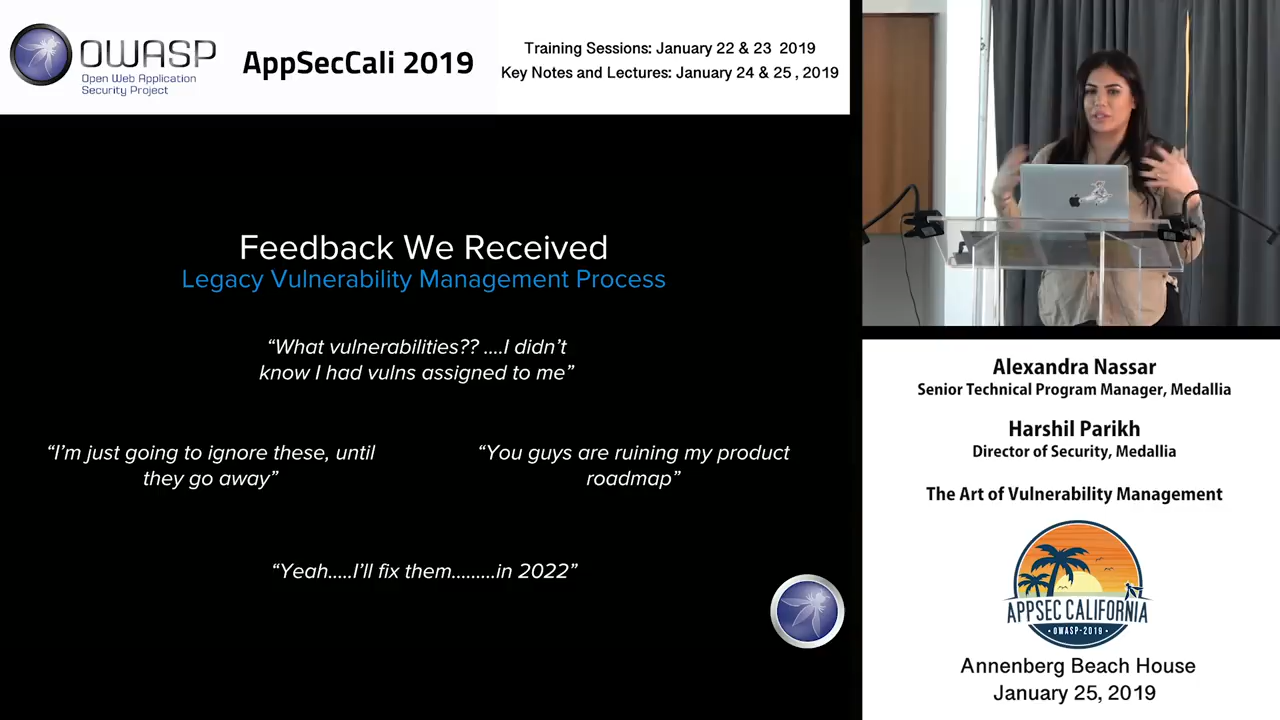 OWASP
Open Web Application
Security Project
AppSecCali 2019
Training Sessions: January 22 & 23 2019
Key Notes and Lectures: January 24 & 25 , 2019
Feedback We Received
Legacy Vulnerability Management Process
“What vulnerabilities?? ....I didn’t
know I had vulns assigned to me”
“I’m just going to ignore these, until
they go away”
“You guys are ruining my product
roadmap”
“Yeah.....I’ll fix them.........in 2022”
Alexandra Nassar
Senior Technical Program Manager, Medallia
Harshil Parikh
Director of Security, Medallia
The Art of Vulnerability Management
APPSEC CALIFORNIA
• OWASP-2019 •
Annenberg Beach House
January 25, 2019